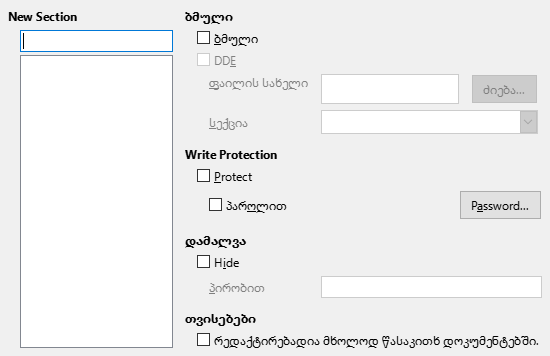 New Section
ბმული
ბმული
DDE
ფაილის სახელი
ძიება...
სექცია
Write Protection
Protect
პაროლით
Password...
დამალვა
Hide
პირობით
თვისებები
რედაქტირებადია მხოლოდ წასაკითხ დოკუმენტებში.